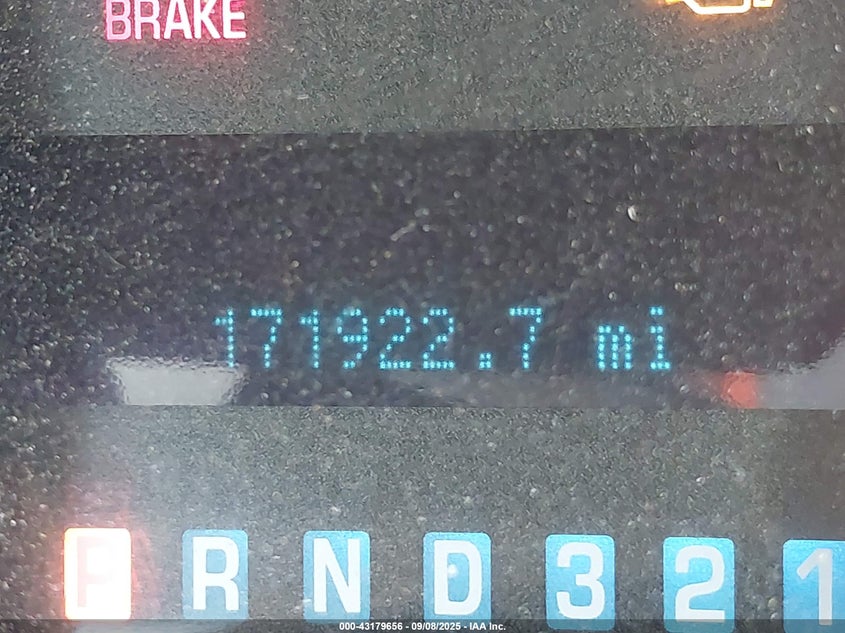 BRAKE
171922.7 mi
P R N D 3 2 1
000-43179656 - 09/08/2025 - IAA Inc.